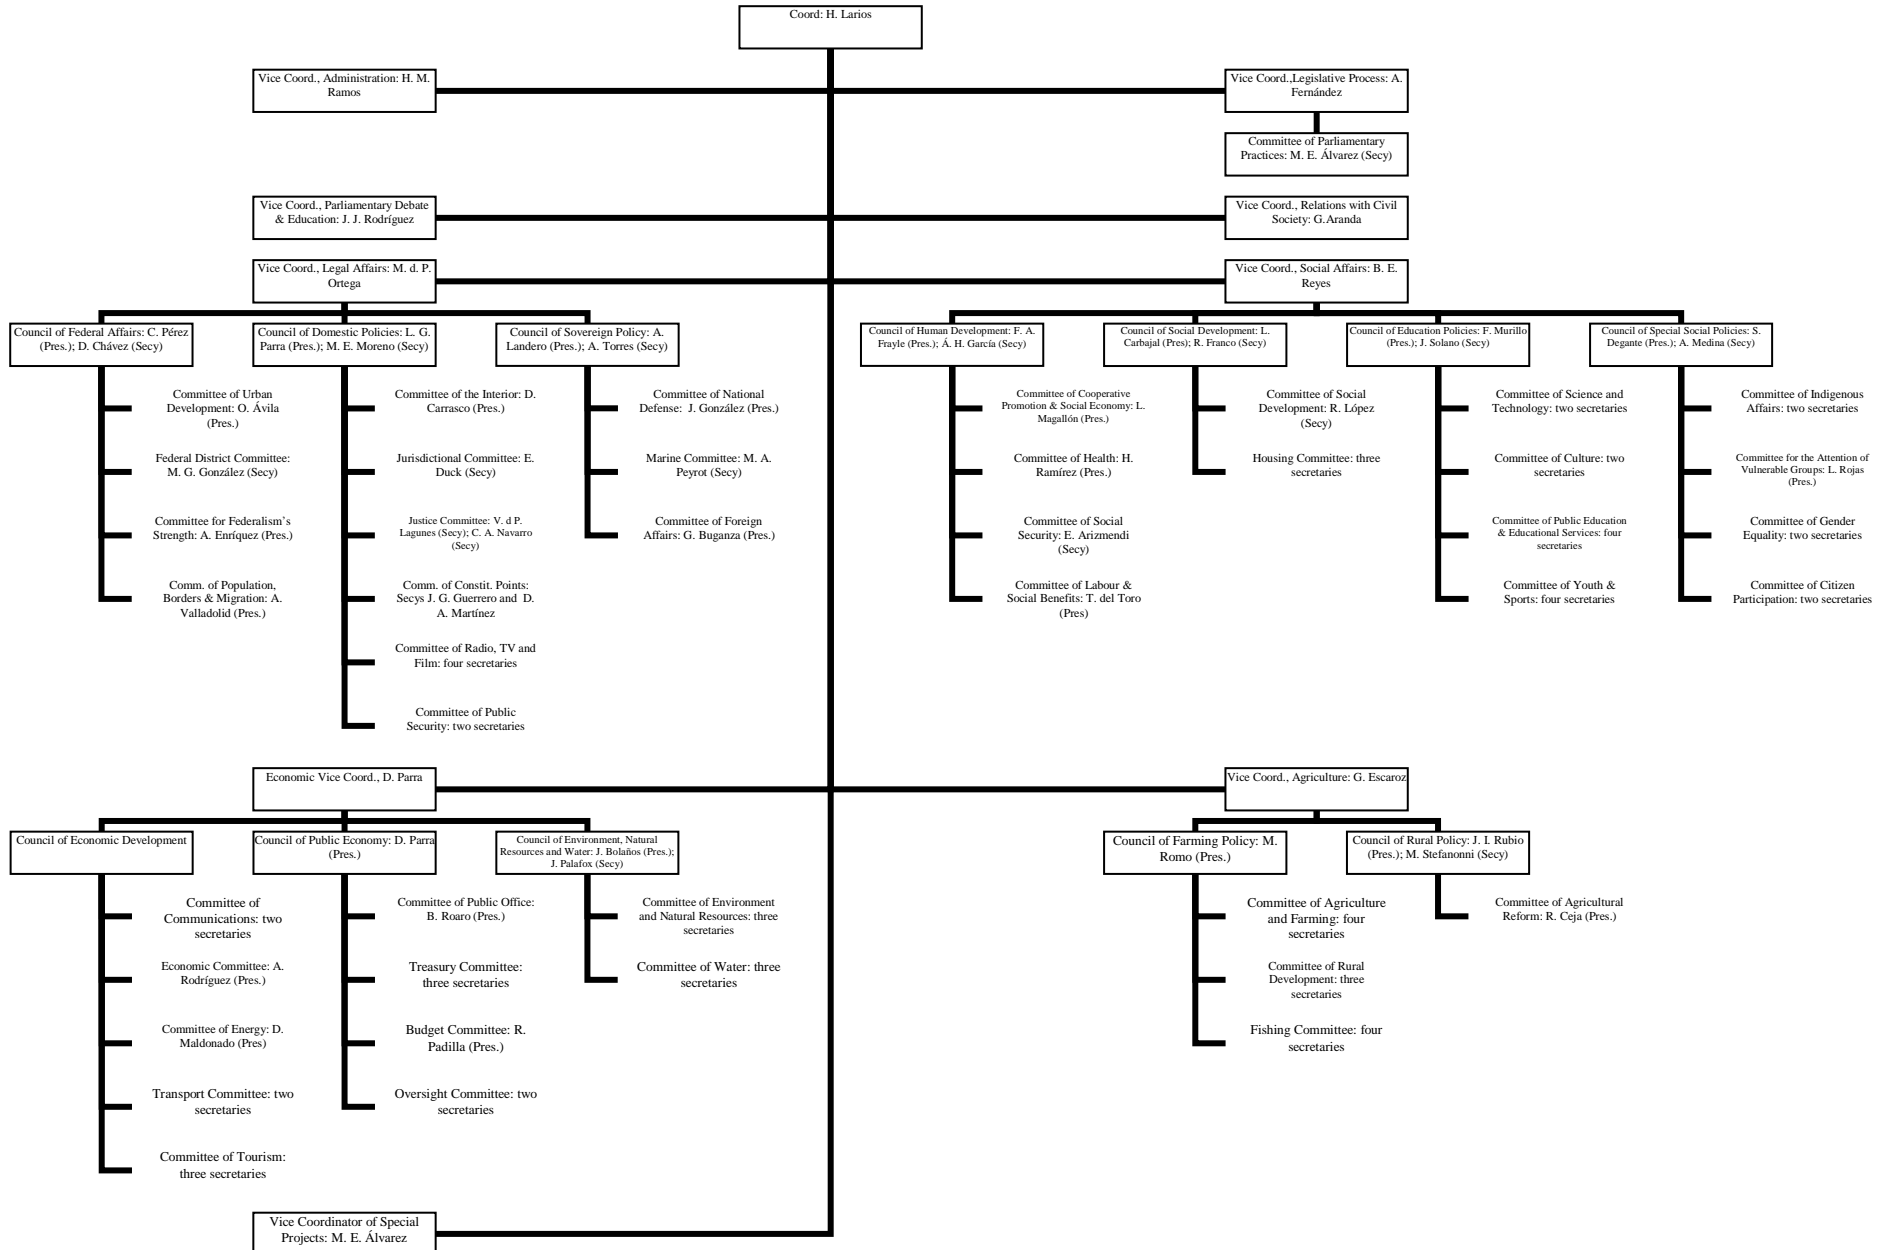 Coord: H. Larios
Vice Coord., Administration: H. M.
Ramos
Vice Coord.,Legislative Process: A.
Fernández
Committee of Parliamentary
Practices: M. E. Álvarez (Secy)
Vice Coord., Parliamentary Debate
& Education: J. J. Rodríguez
Vice Coord., Relations with Civil
Society: G.Aranda
Vice Coord., Legal Affairs: M. d. P.
Ortega
Vice Coord., Social Affairs: B. E.
Reyes
Council of Federal Affairs: C. Pérez
(Pres.); D. Chávez (Secy)
Committee of Urban
Development: O. Ávila
(Pres.)
Federal District Committee:
M. G. González (Secy)
Committee for Federalism's
Strength: A. Enríquez (Pres.)
Comm. of Population,
Borders & Migration: A.
Valladolid (Pres.)
Council of Domestic Policies: L. G.
Parra (Pres.); M. E. Moreno (Secy)
Committee of the Interior: D.
Carrasco (Pres.)
Jurisdictional Committee: E.
Duck (Secy)
Justice Committee: V. d P.
Lagunes (Secy); C. A. Navarro
(Secy)
Comm. of Constit. Points:
Secys J. G. Guerrero and D.
A. Martínez
Committee of Radio, TV and
Film: four secretaries
Committee of Public
Security: two secretaries
Council of Sovereign Policy: A.
Landero (Pres.); A. Torres (Secy)
Committee of National
Defense: J. González (Pres.)
Marine Committee: M. A.
Peyrot (Secy)
Committee of Foreign
Affairs: G. Buganza (Pres.)
Council of Human Development: F. A.
Frayle (Pres.); Á. H. García (Secy)
Committee of Cooperative
Promotion & Social Economy: L.
Magallón (Pres.)
Committee of Health: H.
Ramírez (Pres.)
Committee of Social
Security: E. Arizmendi
(Secy)
Committee of Labour &
Social Benefits: T. del Toro
(Pres)
Council of Social Development: L.
Carbajal (Pres); R. Franco (Secy)
Committee of Social
Development: R. López
(Secy)
Housing Committee: three
secretaries
Council of Education Policies: F. Murillo
(Pres.); J. Solano (Secy)
Committee of Science and
Technology: two secretaries
Committee of Culture: two
secretaries
Committee of Public Education
& Educational Services: four
secretaries
Committee of Youth &
Sports: four secretaries
Council of Special Social Policies: S.
Degante (Pres.); A. Medina (Secy)
Committee of Indigenous
Affairs: two secretaries
Committee for the Attention of
Vulnerable Groups: L. Rojas
(Pres.)
Committee of Gender
Equality: two secretaries
Committee of Citizen
Participation: two secretaries
Economic Vice Coord., D. Parra
Vice Coord., Agriculture: G. Escaroz
Council of Economic Development
Committee of
Communications: two
secretaries
Economic Committee: A.
Rodríguez (Pres.)
Committee of Energy: D.
Maldonado (Pres)
Transport Committee: two
secretaries
Committee of Tourism:
three secretaries
Council of Public Economy: D. Parra
(Pres.)
Committee of Public Office:
B. Roaro (Pres.)
Treasury Committee:
three secretaries
Budget Committee: R.
Padilla (Pres.)
Oversight Committee: two
secretaries
Council of Environment, Natural
Resources and Water: J. Bolaños (Pres.);
J. Palafox (Secy)
Committee of Environment
and Natural Resources: three
secretaries
Committee of Water: three
secretaries
Council of Farming Policy: M.
Romo (Pres.)
Committee of Agriculture
and Farming: four
secretaries
Committee of Rural
Development: three
secretaries
Fishing Committee: four
secretaries
Council of Rural Policy: J. I. Rubio
(Pres.); M. Stefanonni (Secy)
Committee of Agricultural
Reform: R. Ceja (Pres.)
Vice Coordinator of Special
Projects: M. E. Álvarez